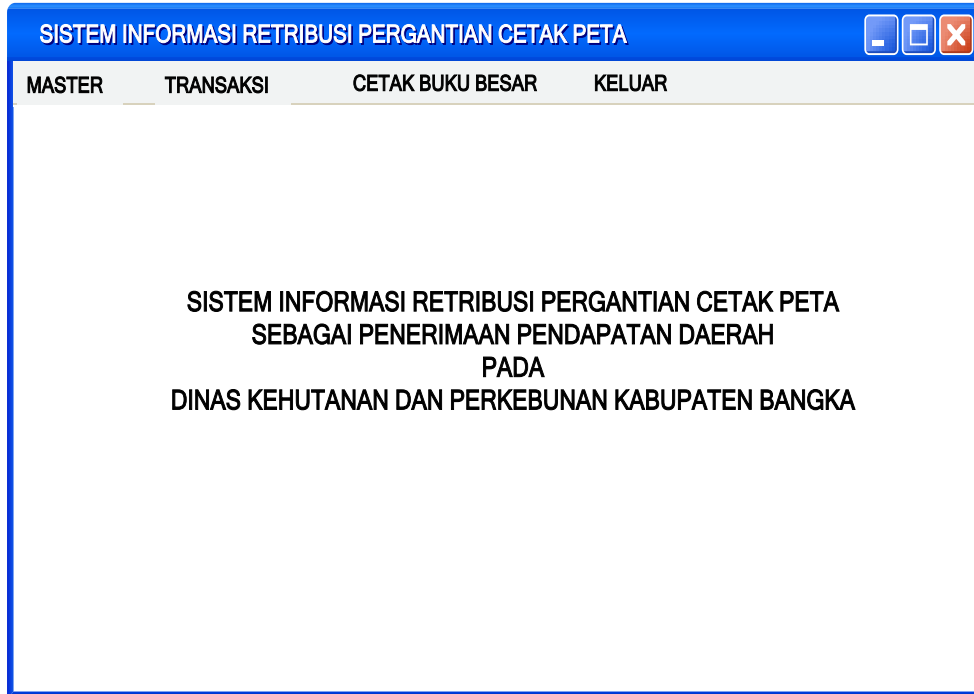 SISTEM INFORMASI RETRIBUSI PERGANTIAN CETAK PETA
MASTER TRANSAKSI CETAK BUKU BESAR KELUAR
SISTEM INFORMASI RETRIBUSI PERGANTIAN CETAK PETA
SEBAGAI PENERIMAAN PENDAPATAN DAERAH
PADA
DINAS KEHUTANAN DAN PERKEBUNAN KABUPATEN BANGKA